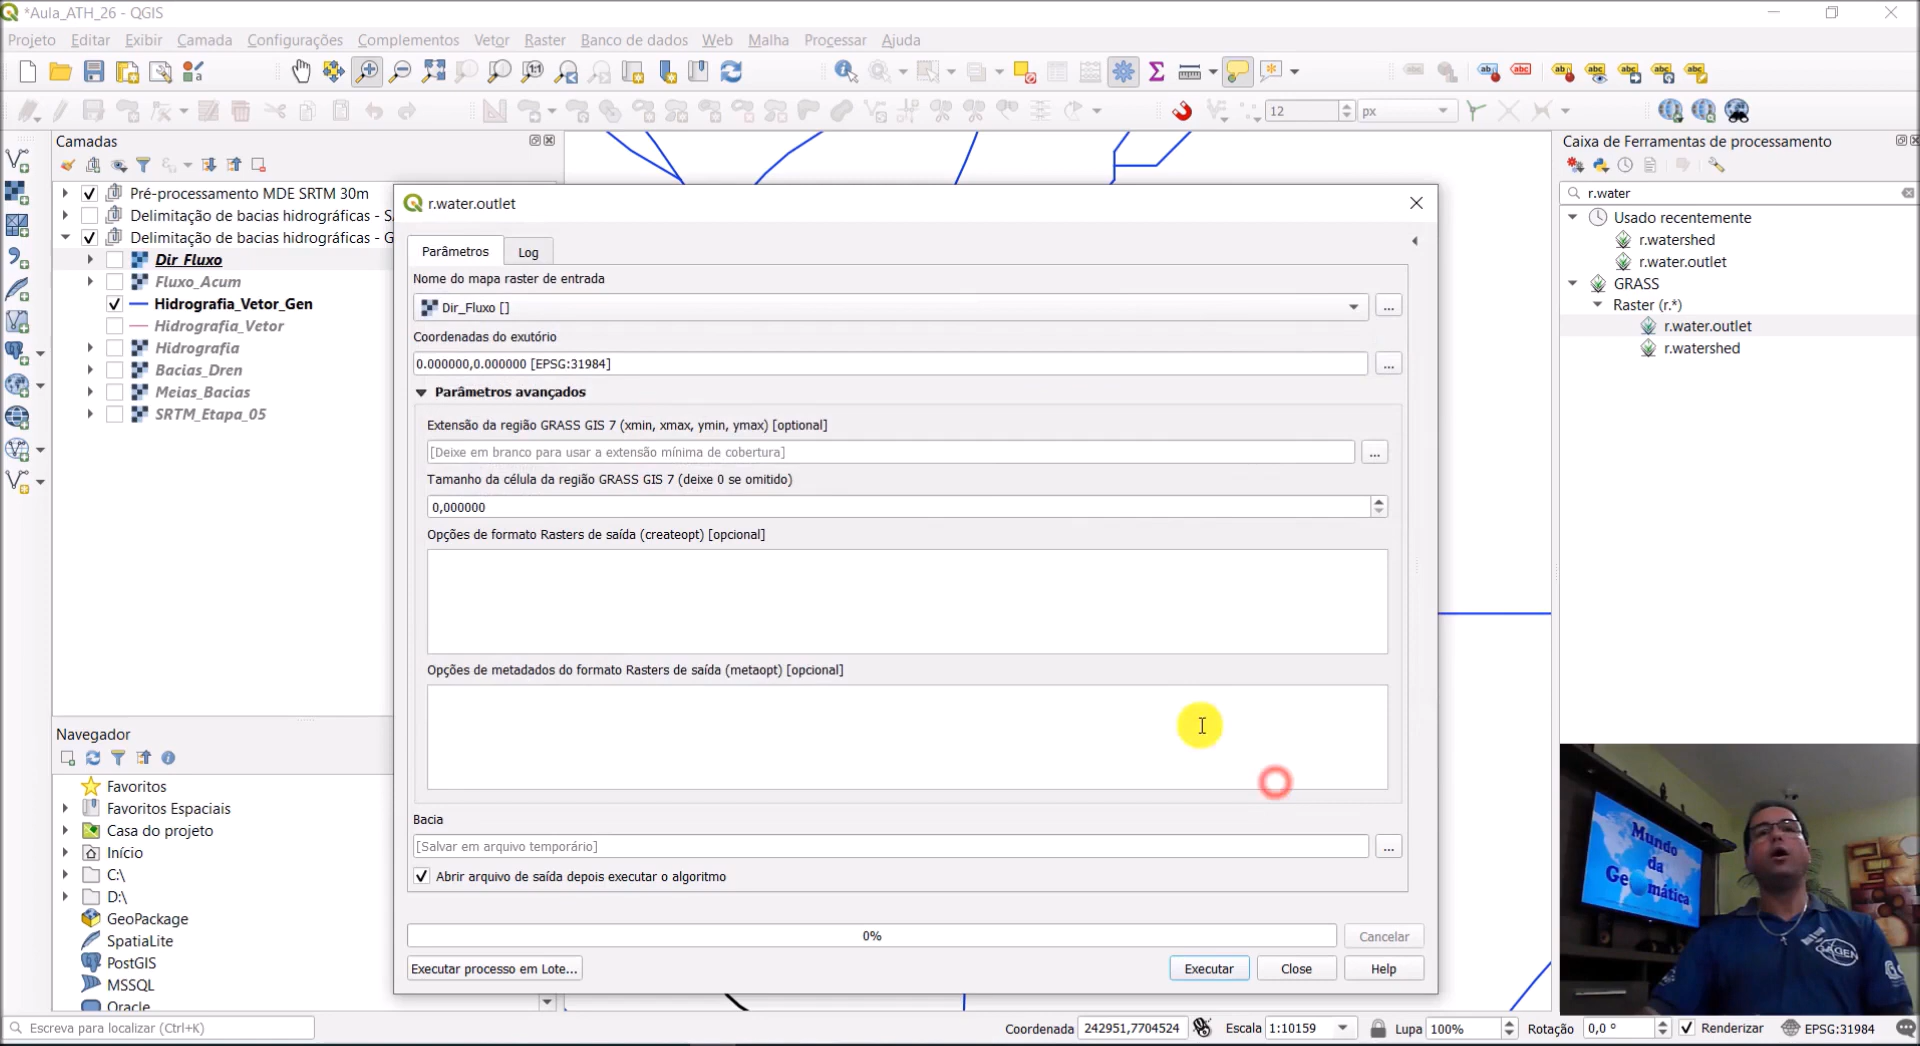 *Aula_ATH_26 - QGIS
Projeto Editar Exibir Camada Configurações Complementos Vetor Raster Banco de dados Web Malha Processar Ajuda
12 px
Camadas
Pré-processamento MDE SRTM 30m
Delimitação de bacias hidrográficas - S
Delimitação de bacias hidrográficas - G
Dir_Fluxo
Fluxo_Acum
Hidrografia_Vetor_Gen
Hidrografia_Vetor
Hidrografia
Bacias_Dren
Meias_Bacias
SRTM_Etapa_05
Navegador
Favoritos
Favoritos Espaciais
Casa do projeto
Início
C:\
D:\
GeoPackage
SpatiaLite
PostGIS
MSSQL
Oracle
r.water.outlet
Parâmetros Log
Nome do mapa raster de entrada
Dir_Fluxo []
...
Coordenadas do exutório
0.000000,0.000000 [EPSG:31984]
...
Parâmetros avançados
Extensão da região GRASS GIS 7 (xmin, xmax, ymin, ymax) [optional]
[Deixe em branco para usar a extensão mínima de cobertura]
...
Tamanho da célula da região GRASS GIS 7 (deixe 0 se omitido)
0,000000
Opções de formato Rasters de saída (createopt) [opcional]
Opções de metadados do formato Rasters de saída (metaopt) [opcional]
Bacia
[Salvar em arquivo temporário]
...
Abrir arquivo de saída depois executar o algoritmo
0%
Cancelar
Executar processo em Lote...
Executar
Close
Help
Caixa de Ferramentas de processamento
r.water
Usado recentemente
r.watershed
r.water.outlet
GRASS
Raster (r.*)
r.water.outlet
r.watershed
Mundo
da
Geomática
Escreva para localizar (Ctrl+K)
Coordenada 242951,7704524 Escala 1:10159 Lupa 100% Rotação 0,0 ° Renderizar EPSG:31984